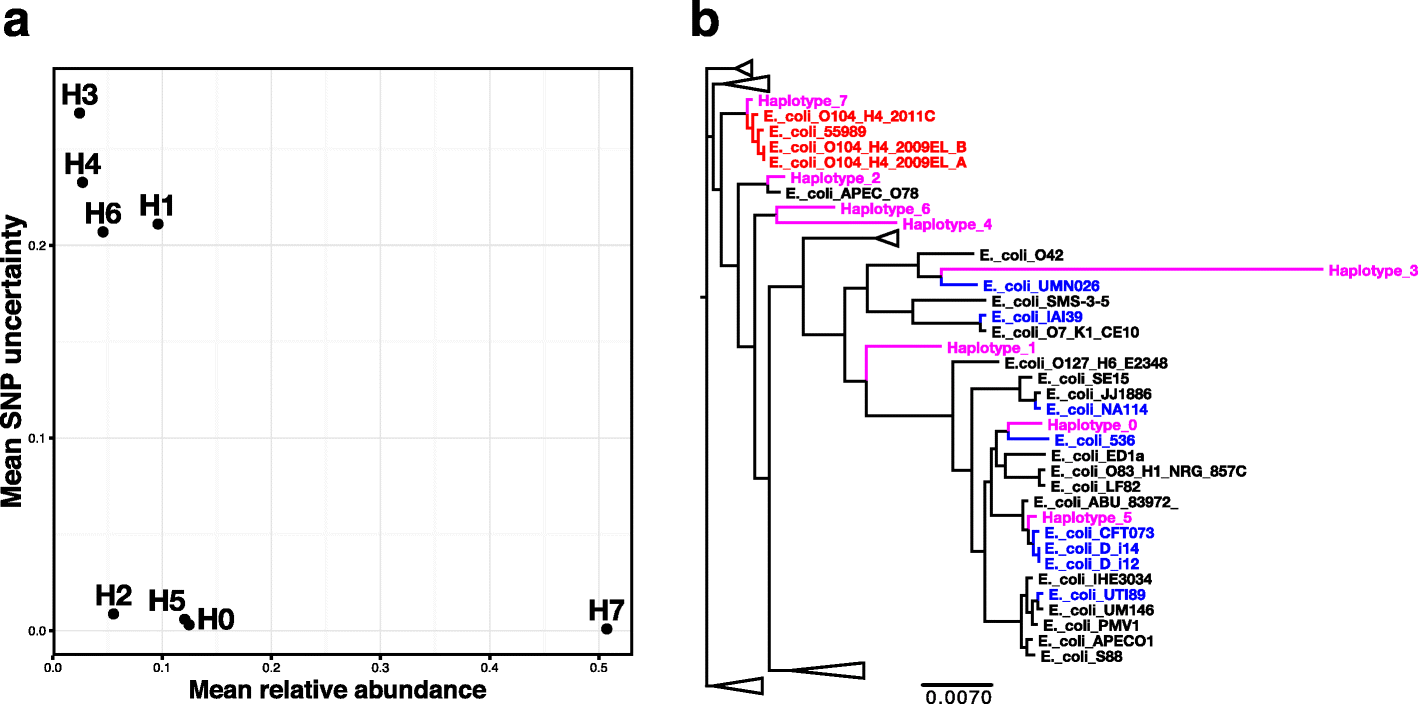 a
H3
H4
H6
H1
H2
H5
H0
H7
0.2
0.1
0.0
0.0
0.1
0.2
0.3
0.4
0.5
Mean SNP uncertainty
Mean relative abundance
b
Haplotype_7
E._coli_O104_H4_2011C
E._coli_55989
E._coli_O104_H4_2009EL_B
E._coli_O104_H4_2009EL_A
Haplotype_2
E._coli_APEC_O78
Haplotype_6
Haplotype_4
E._coli_O42
Haplotype_3
E._coli_UMN026
E._coli_SMS-3-5
E._coli_IAI39
E._coli_O7_K1_CE10
Haplotype_1
E.coli_O127_H6_E2348
E._coli_SE15
E._coli_JJ1886
E._coli_NA114
Haplotype_0
E._coli_536
E._coli_ED1a
E._coli_O83_H1_NRG_857C
E._coli_LF82
E._coli_ABU_83972_
Haplotype_5
E._coli_CFT073
E._coli_D_i14
E._coli_D_i12
E._coli_IHE3034
E._coli_UTI89
E._coli_UM146
E._coli_PMV1
E._coli_APECO1
E._coli_S88
0.0070